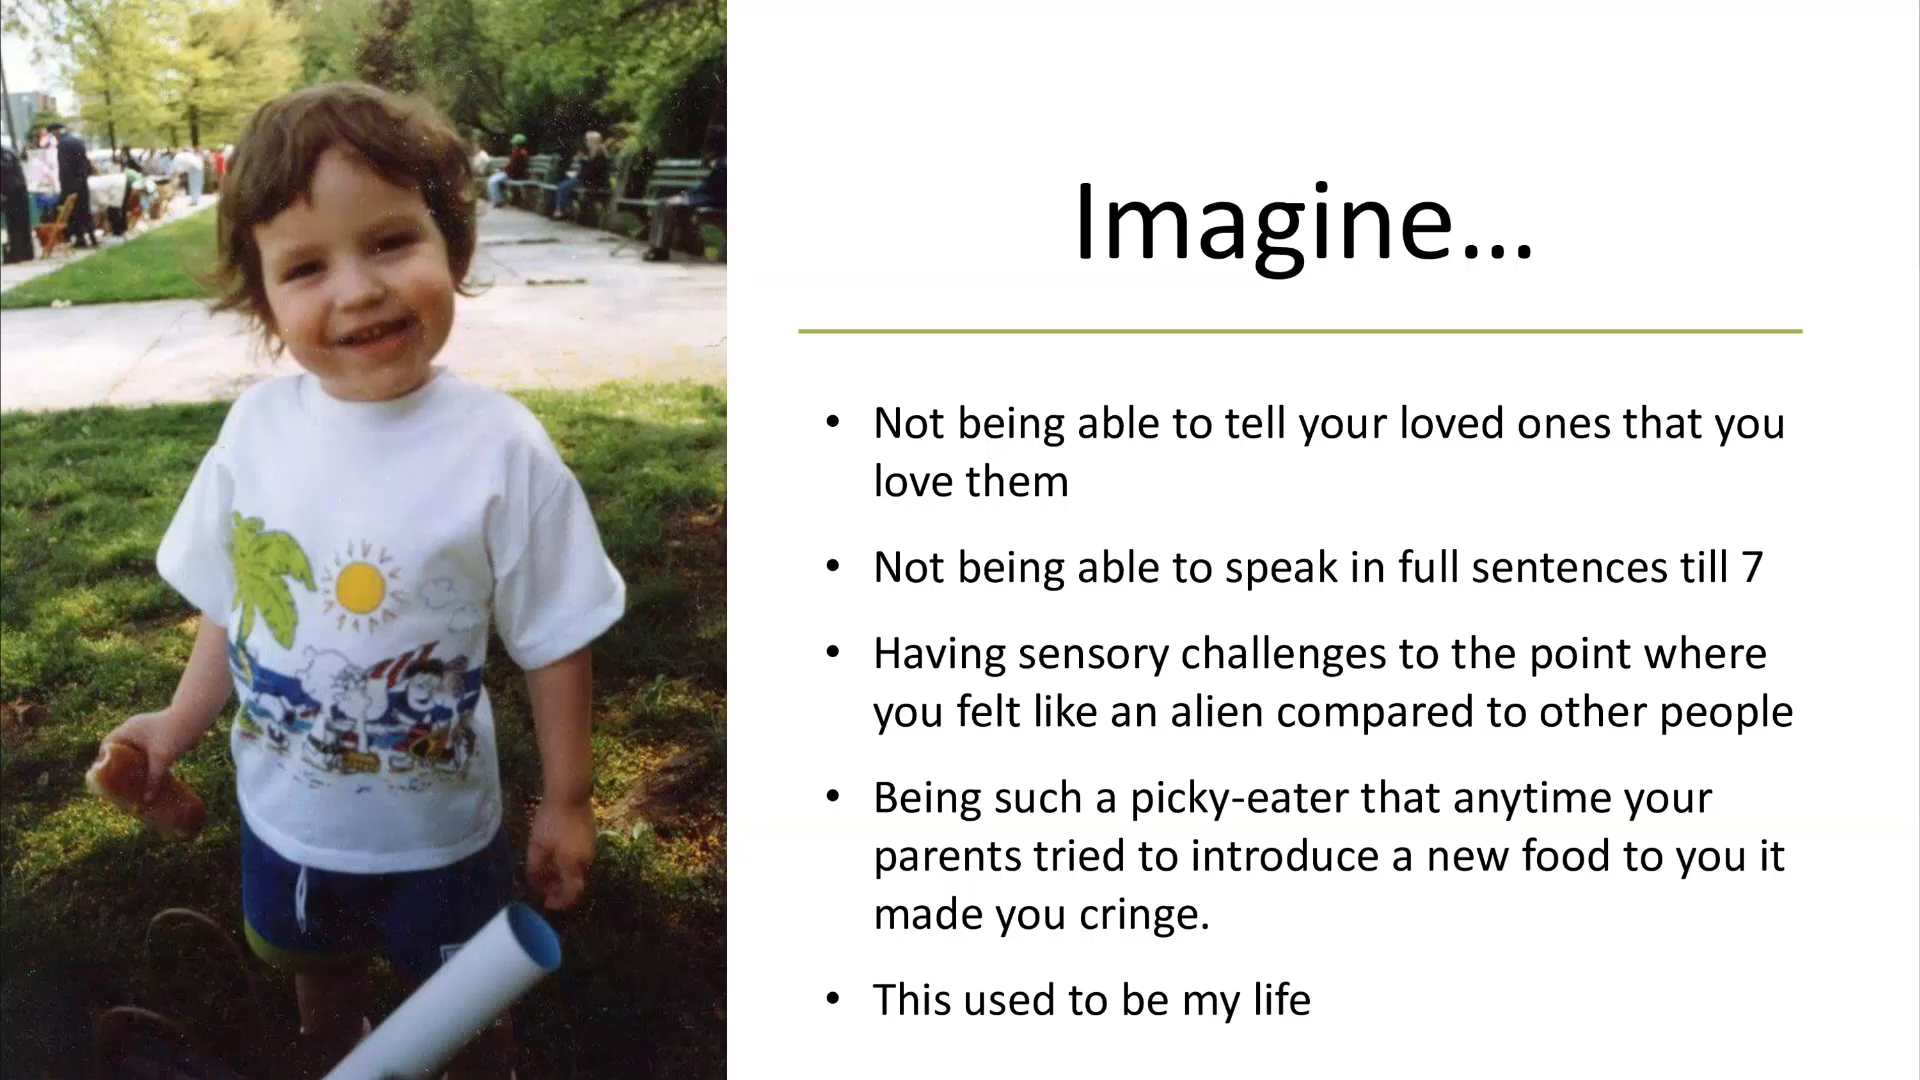 Imagine...
• Not being able to tell your loved ones that you
love them
• Not being able to speak in full sentences till 7
• Having sensory challenges to the point where
you felt like an alien compared to other people
• Being such a picky-eater that anytime your
parents tried to introduce a new food to you it
made you cringe.
• This used to be my life